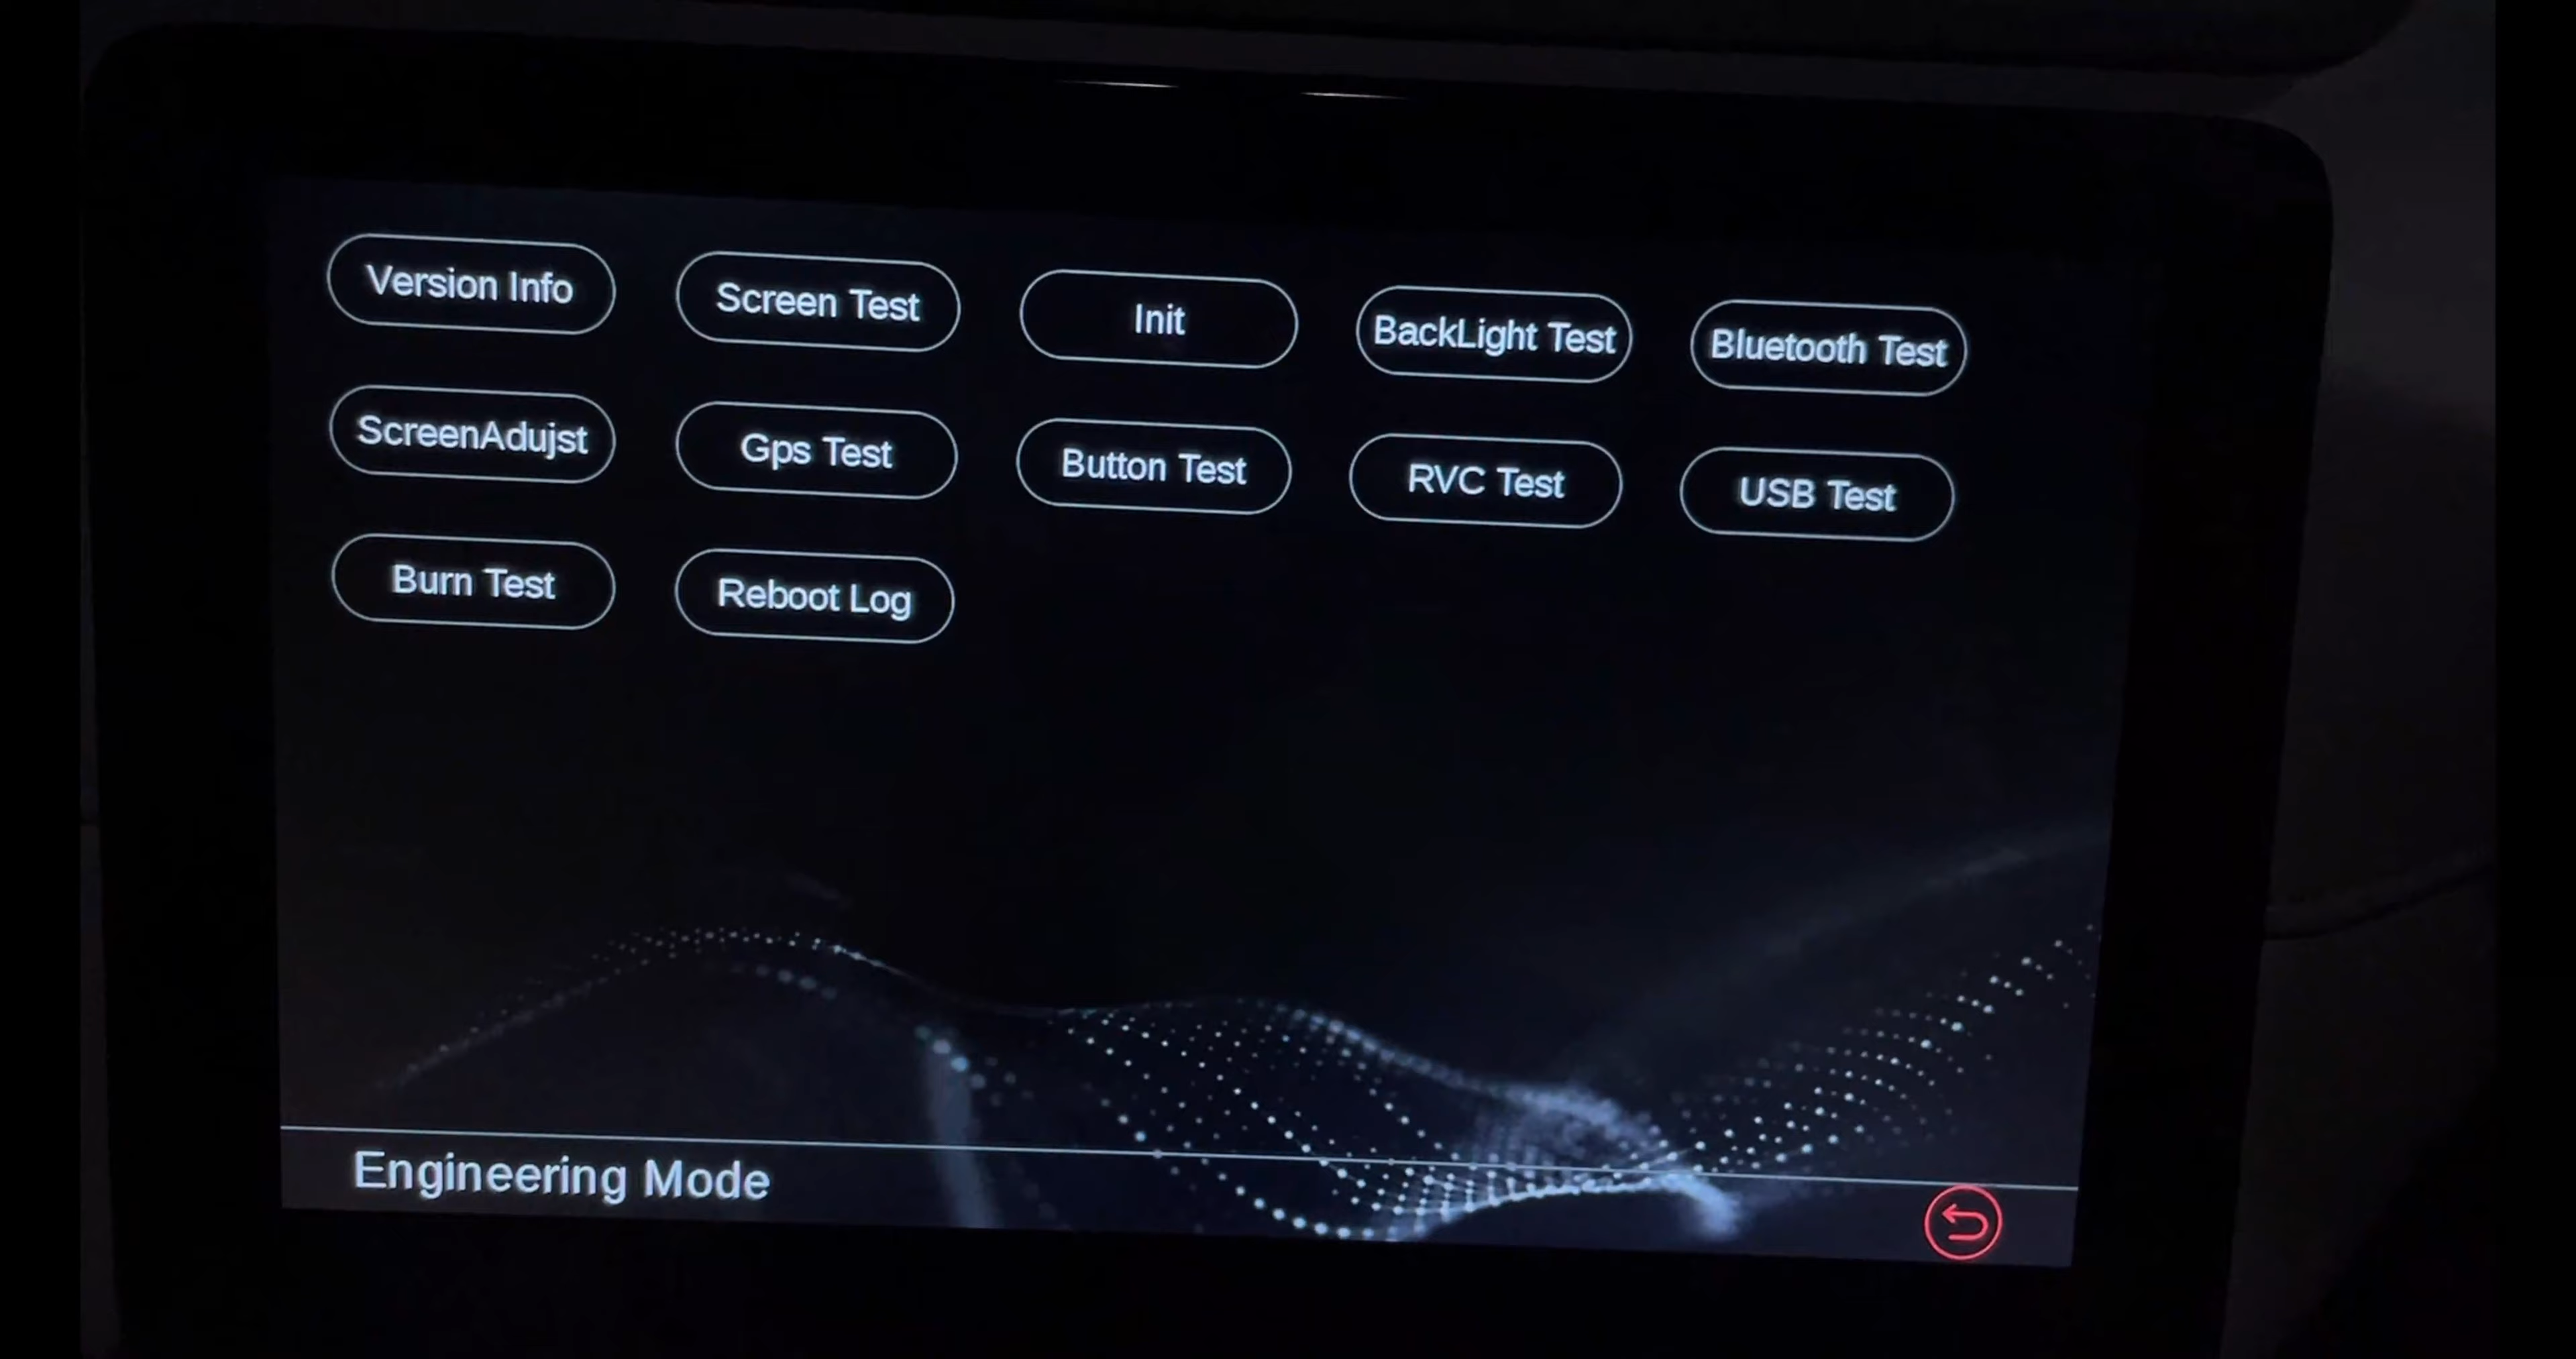 Version Info
Screen Test
Init
BackLight Test
Bluetooth Test
ScreenAdujst
Gps Test
Button Test
RVC Test
USB Test
Burn Test
Reboot Log
Engineering Mode